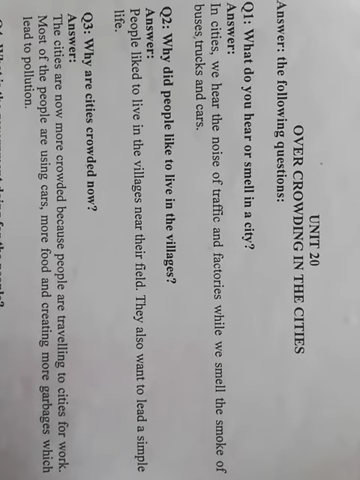 UNIT 20
OVER CROWDING IN THE CITIES
Answer: the following questions:
Q1: What do you hear or smell in a city?
Answer:
In cities, we hear the noise of traffic and factories while we smell the smoke of
buses,trucks and cars.
Q2: Why did people like to live in the villages?
Answer:
People liked to live in the villages near their field. They also want to lead a simple
life.
Q3: Why are cities crowded now?
Answer:
The cities are now more crowded because people are travelling to cities for work.
Most of the people are using cars, more food and creating more garbages which
lead to pollution.